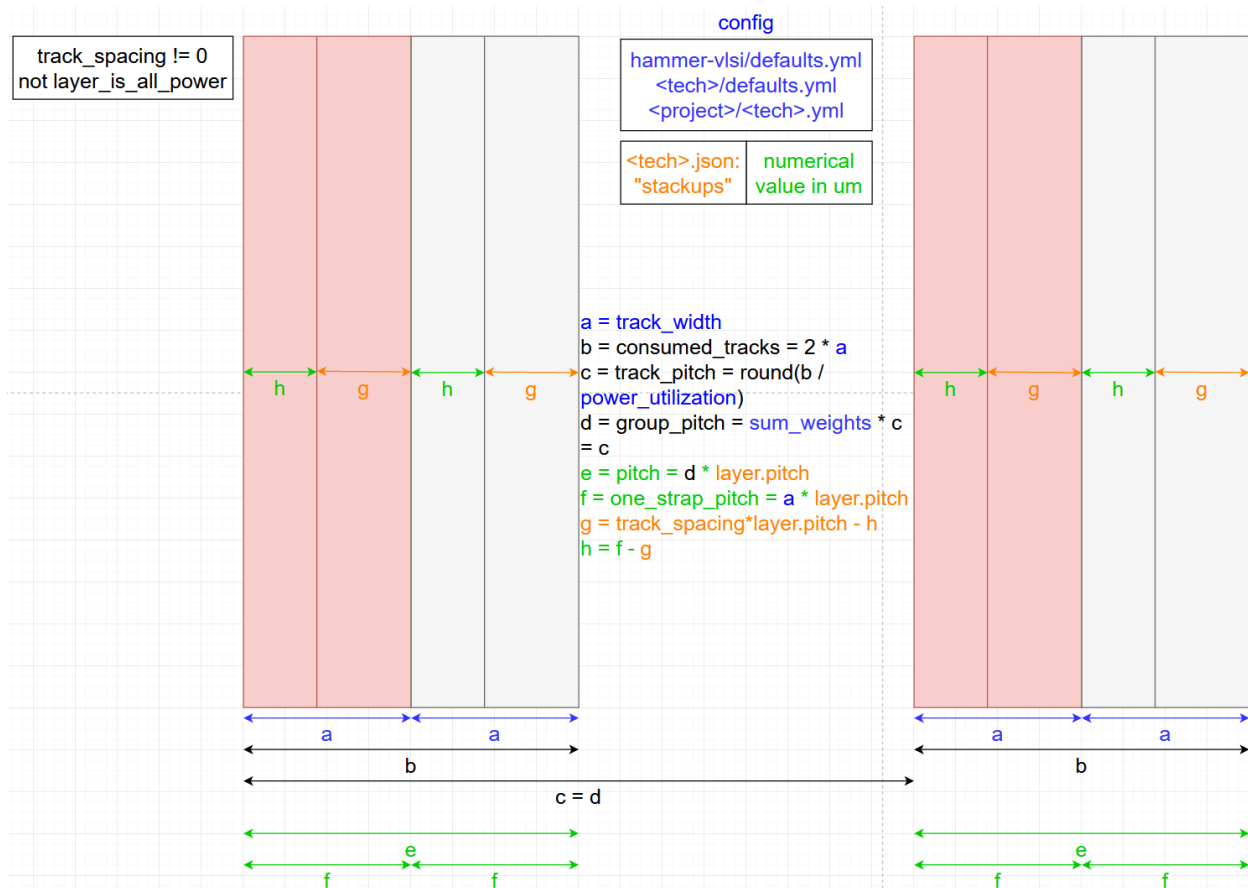 config
track_spacing != 0
not layer_is_all_power
hammer-vlsi/defaults.yml
<tech>/defaults.yml
<project>/<tech>.yml
<tech>.json:
"stackups"
numerical
value in um
a = track_width
b = consumed_tracks = 2 * a
c = track_pitch = round(b /
power_utilization)
d = group_pitch = sum_weights * c
= c
e = pitch = d * layer.pitch
f = one_strap_pitch = a * layer.pitch
g = track_spacing*layer.pitch - h
h = f - g
h g h g h g h g
a a a a
b b
c = d
e e
f f f f